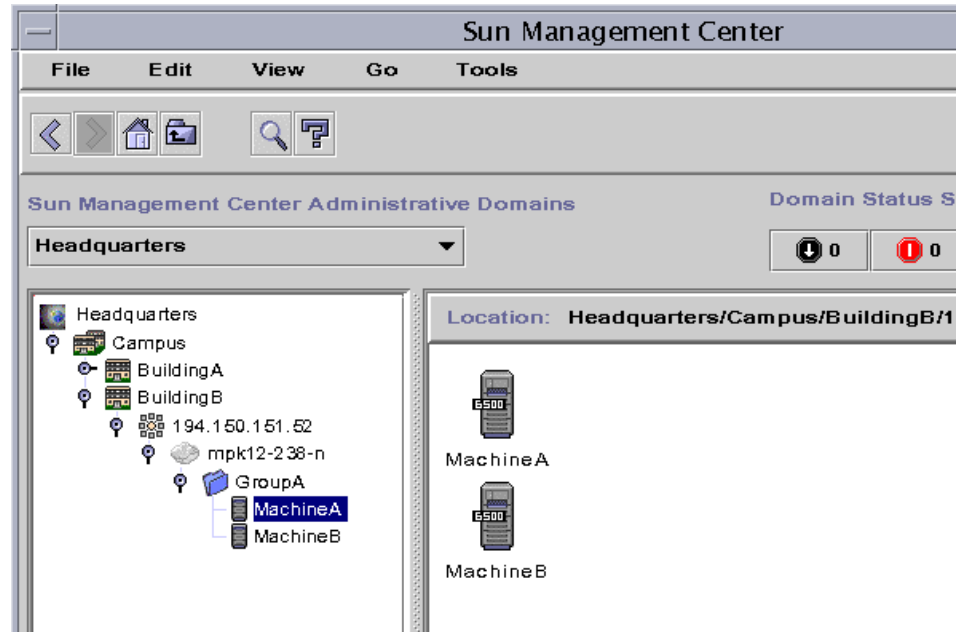 Sun Management Center
File Edit View Go Tools
Sun Management Center Administrative Domains
Domain Status S
Headquarters
0 0
Headquarters
Campus
BuildingA
BuildingB
194.150.151.52
mpk12-238-n
GroupA
MachineA
MachineB
Location: Headquarters/Campus/BuildingB/1
6500
MachineA
6500
MachineB